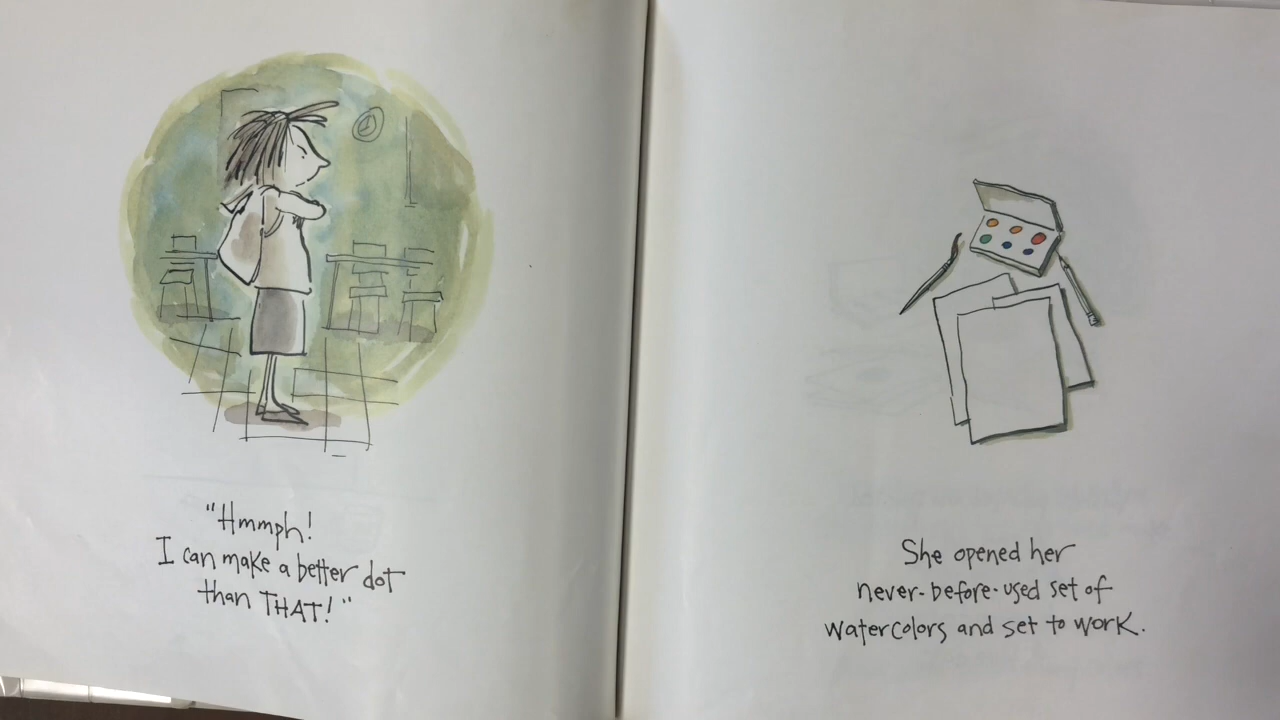 "Hmmph!
I can make a better dot
than THAT!"
She opened her
never-before-used set of
watercolors and set to work.